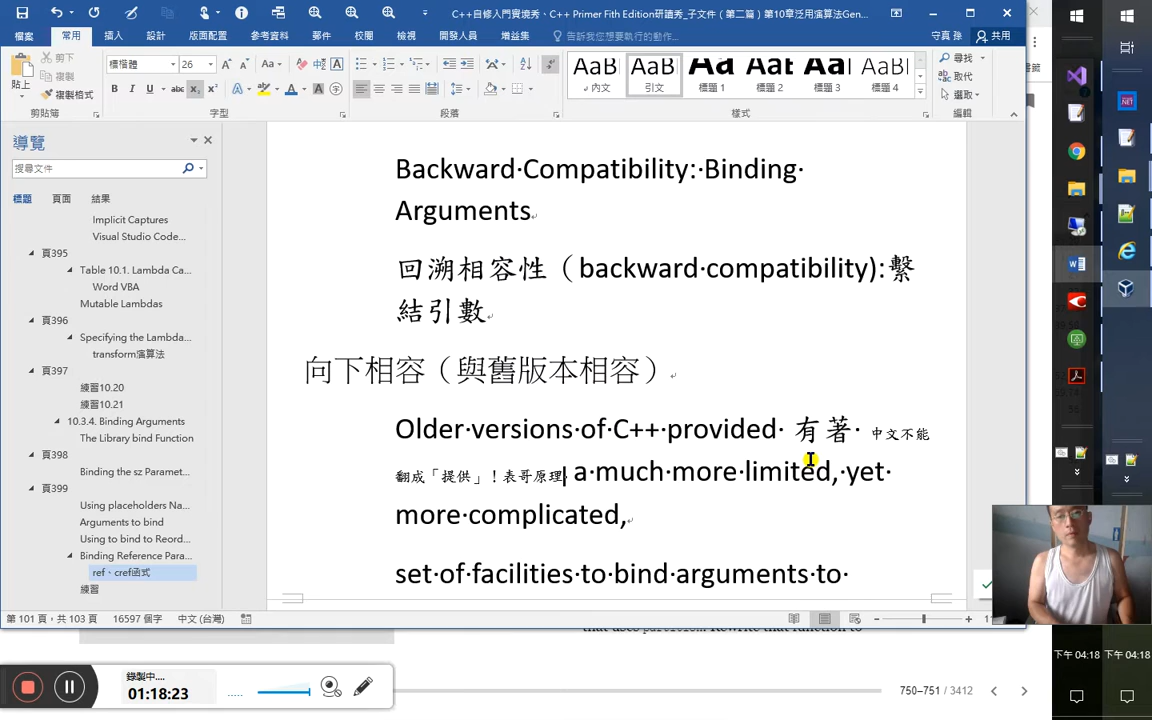 C++自修入門實境秀、C++ Primer Fith Edition研讀秀_子文件（第二篇）第10章泛用演算法Gen...
檔案 常用 插入 設計 版面配置 參考資料 郵件 校閱 檢視 開發人員 增益集 告訴我您想要執行的動作... 守真 孫 共用
貼上 剪下 複製 複製格式
標楷體 26
B I U abc x₂ x²
AaB AaB Aa Aat Aa AaBl
內文 引文 標題 1 標題 2 標題 3 標題 4
尋找 取代 選取
剪貼簿 字型 段落 樣式 編輯
導覽
搜尋文件
標題 頁面 結果
Implicit Captures
Visual Studio Code...
頁395
Table 10.1. Lambda Ca...
Word VBA
Mutable Lambdas
頁396
Specifying the Lambda...
transform演算法
頁397
練習10.20
練習10.21
10.3.4. Binding Arguments
The Library bind Function
頁398
Binding the sz Paramet...
頁399
Using placeholders Na...
Arguments to bind
Using to bind to Reord...
Binding Reference Para...
ref、cref函式
練習
Backward·Compatibility:·Binding·
Arguments
回溯相容性（backward·compatibility):繫
結引數
向下相容（與舊版本相容）
Older·versions·of·C++·provided· 有著· 中文不能
翻成「提供」！表哥原理· a·much·more·limited,·yet·
more·complicated,
set·of·facilities·to·bind·arguments·to·
第 101 頁，共 103 頁 16597 個字 中文 (台灣)
that uses partition. Rewrite that function to
錄製中...
01:18:23
750–751 / 3412
下午 04:18 下午 04:18